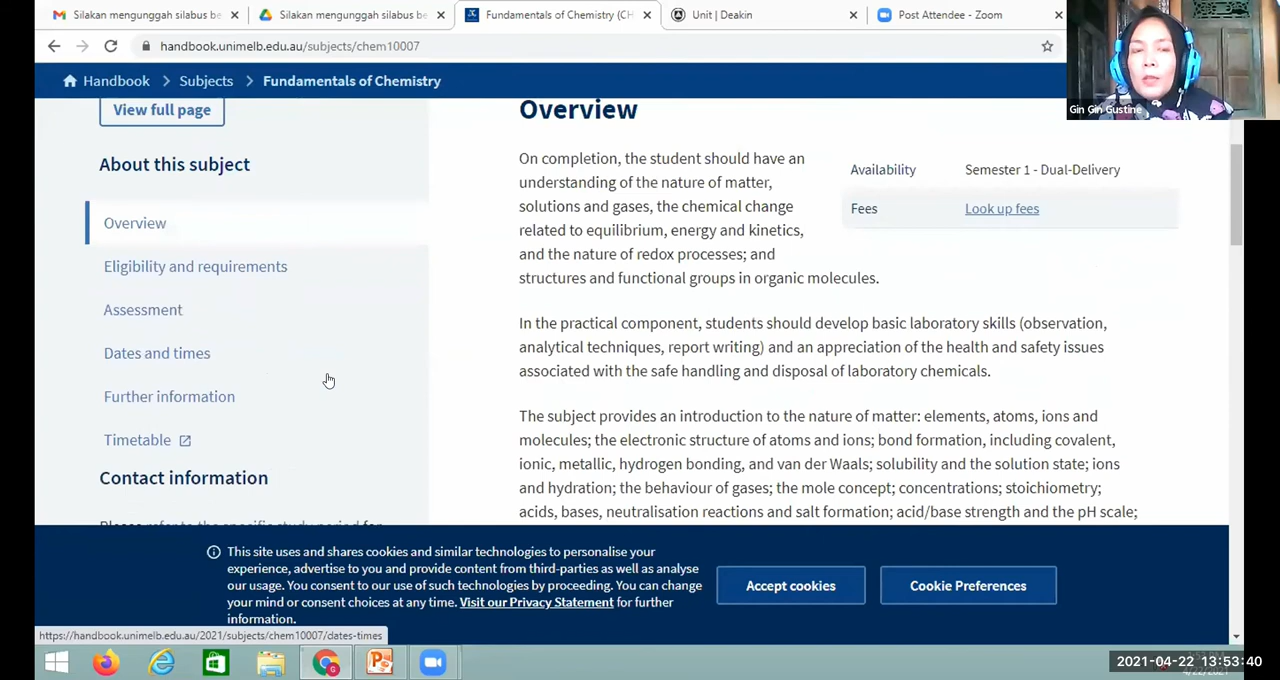 Silakan mengunggah silabus be
Silakan mengunggah silabus be
Fundamentals of Chemistry (CH
Unit | Deakin
Post Attendee - Zoom
handbook.unimelb.edu.au/subjects/chem10007
Gin Gin Gustine
Handbook > Subjects > Fundamentals of Chemistry
View full page
About this subject
Overview
Eligibility and requirements
Assessment
Dates and times
Further information
Timetable
Contact information
Please refer to the specific study period for
Overview
On completion, the student should have an
understanding of the nature of matter,
solutions and gases, the chemical change
related to equilibrium, energy and kinetics,
and the nature of redox processes; and
structures and functional groups in organic molecules.
Availability Semester 1 - Dual-Delivery
Fees Look up fees
In the practical component, students should develop basic laboratory skills (observation,
analytical techniques, report writing) and an appreciation of the health and safety issues
associated with the safe handling and disposal of laboratory chemicals.
The subject provides an introduction to the nature of matter: elements, atoms, ions and
molecules; the electronic structure of atoms and ions; bond formation, including covalent,
ionic, metallic, hydrogen bonding, and van der Waals; solubility and the solution state; ions
and hydration; the behaviour of gases; the mole concept; concentrations; stoichiometry;
acids, bases, neutralisation reactions and salt formation; acid/base strength and the pH scale;
This site uses and shares cookies and similar technologies to personalise your
experience, advertise to you and provide content from third-parties as well as analyse
our usage. You consent to our use of such technologies by proceeding. You can change
your mind or consent choices at any time. Visit our Privacy Statement for further
information.
Accept cookies
Cookie Preferences
https://handbook.unimelb.edu.au/2021/subjects/chem10007/dates-times
2021-04-22 13:53:40